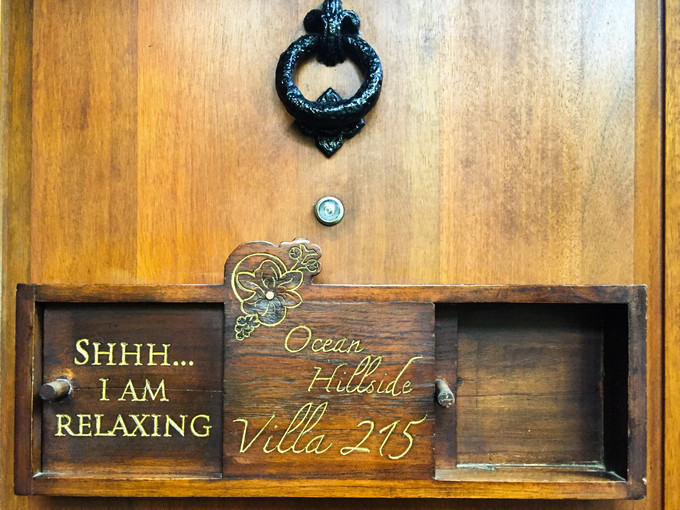 SHHH...
I AM
RELAXING
Ocean
Hillside
Villa 215